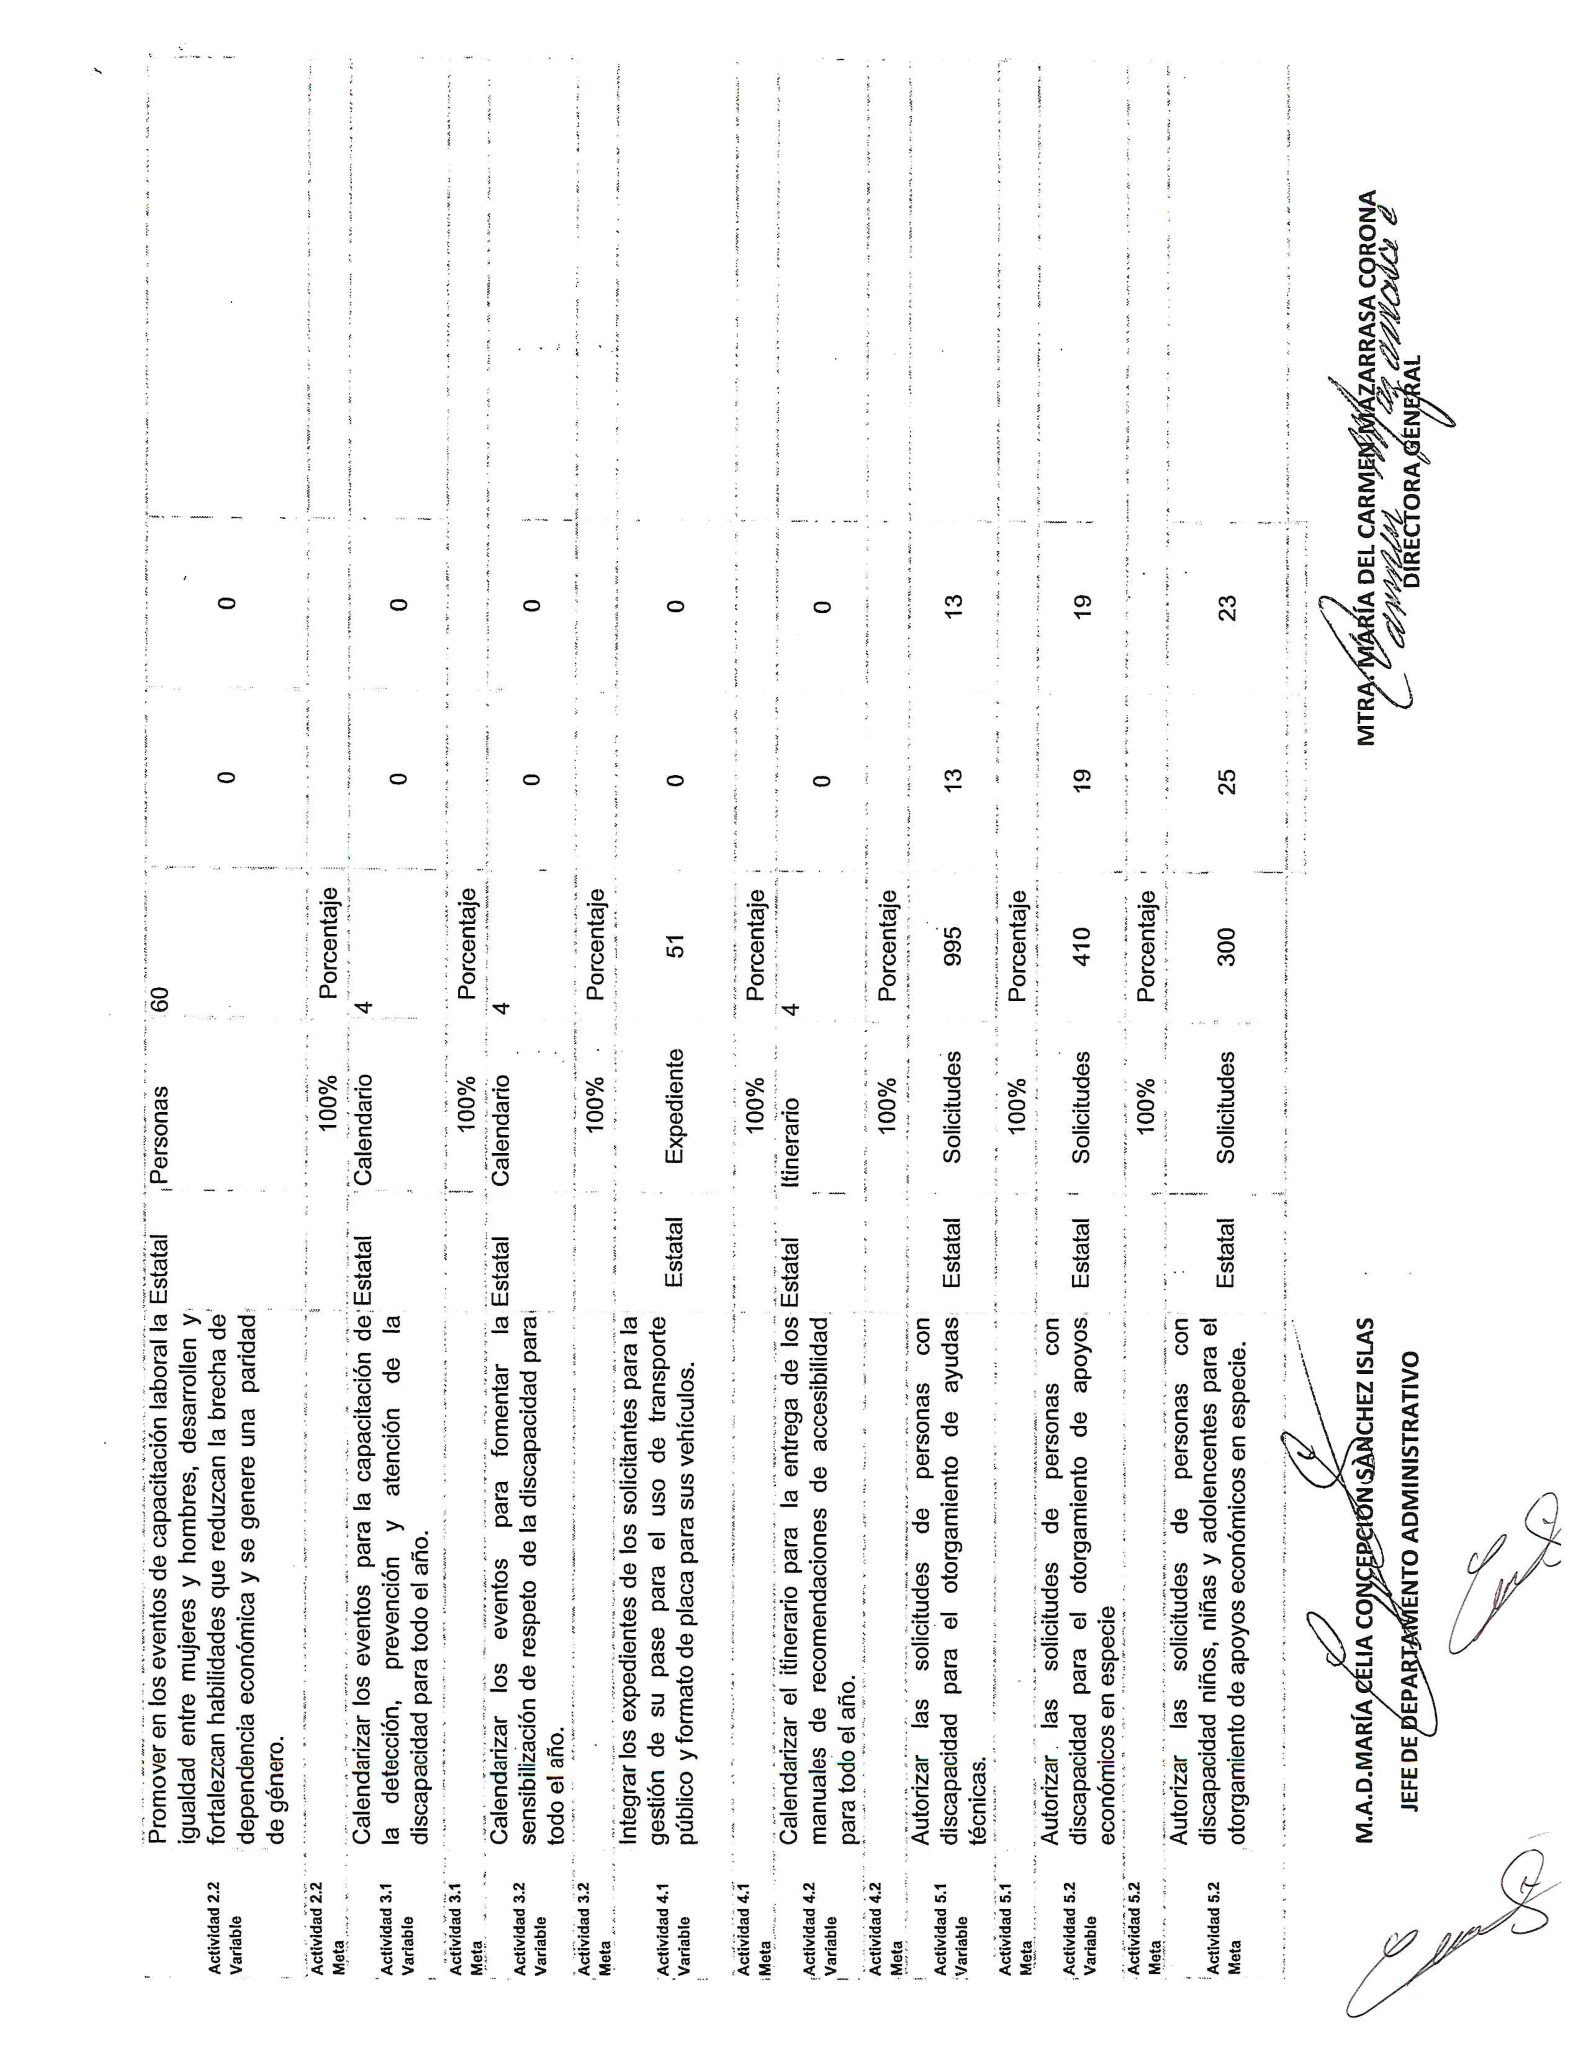 Promover en los eventos de capacitación laboral la Estatal Personas 60
igualdad entre mujeres y hombres, desarrollen y
Actividad 2.2 fortalezcan habilidades que reduzcan la brecha de 0 0
Variable dependencia económica y se genere una paridad
de género.
Actividad 2.2 100% Porcentaje
Meta
Calendarizar los eventos para la capacitación de Estatal Calendario 4
Actividad 3.1 la detección, prevención y atención de la 0 0
Variable discapacidad para todo el año.
Actividad 3.1 100% Porcentaje
Meta
Calendarizar los eventos para fomentar la Estatal Calendario 4
Actividad 3.2 sensibilización de respeto de la discapacidad para 0 0
Variable todo el año.
Actividad 3.2 100% Porcentaje
Meta
Integrar los expedientes de los solicitantes para la
Actividad 4.1 gestión de su pase para el uso de transporte Estatal Expediente 51 0 0
Variable público y formato de placa para sus vehículos.
Actividad 4.1 100% Porcentaje
Meta
Calendarizar el itinerario para la entrega de los Estatal Itinerario 4
Actividad 4.2 manuales de recomendaciones de accesibilidad 0 0
Variable para todo el año.
Actividad 4.2 100% Porcentaje
Meta
Autorizar las solicitudes de personas con
Actividad 5.1 discapacidad para el otorgamiento de ayudas Estatal Solicitudes 995 13 13
Variable técnicas.
Actividad 5.1 100% Porcentaje
Meta
Autorizar las solicitudes de personas con
Actividad 5.2 discapacidad para el otorgamiento de apoyos Estatal Solicitudes 410 19 19
Variable económicos en especie
Actividad 5.2 100% Porcentaje
Meta
Autorizar las solicitudes de personas con
Actividad 5.2 discapacidad niños, niñas y adolencentes para el Estatal Solicitudes 300 25 23
Meta otorgamiento de apoyos económicos en especie.
M.A.D.MARÍA CELIA CONCEPCIÓN SÀNCHEZ ISLAS MTRA. MARÍA DEL CARMEN MAZARRASA CORONA
JEFE DE DEPARTAMENTO ADMINISTRATIVO DIRECTORA GENERAL